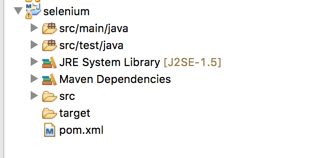 selenium
src/main/java
src/test/java
JRE System Library [J2SE-1.5]
Maven Dependencies
src
target
pom.xml